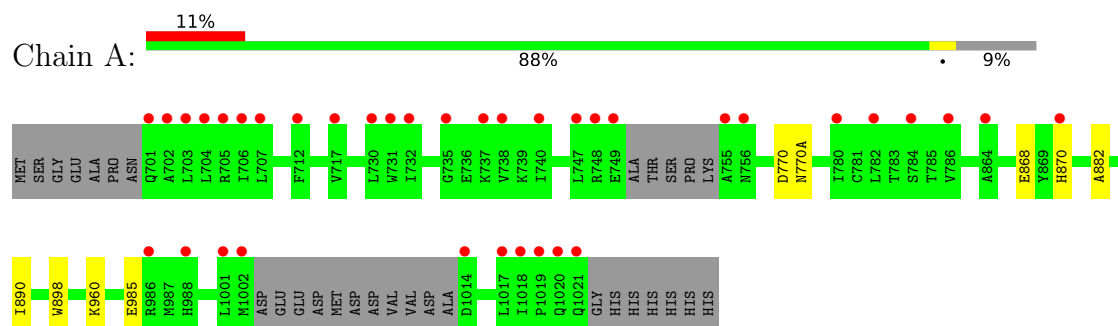 11%
Chain A:
88%
•
9%
MET SER GLY GLU ALA PRO ASN Q701 A702 L703 L704 R705 I706 L707 F712 V717 L730 W731 I732 G735 E736 K737 V738 K739 I740 L747 R748 E749 ALA THR SER PRO LYS A755 N756 D770 N770A I780 C781 L782 T783 S784 T785 V786 A864 E868 Y869 H870 A882
I890 W898 K960 E985 R986 M987 H988 L1001 M1002 ASP GLU GLU ASP MET ASP ASP VAL VAL ASP ALA D1014 L1017 I1018 P1019 Q1020 Q1021 GLY HIS HIS HIS HIS HIS HIS